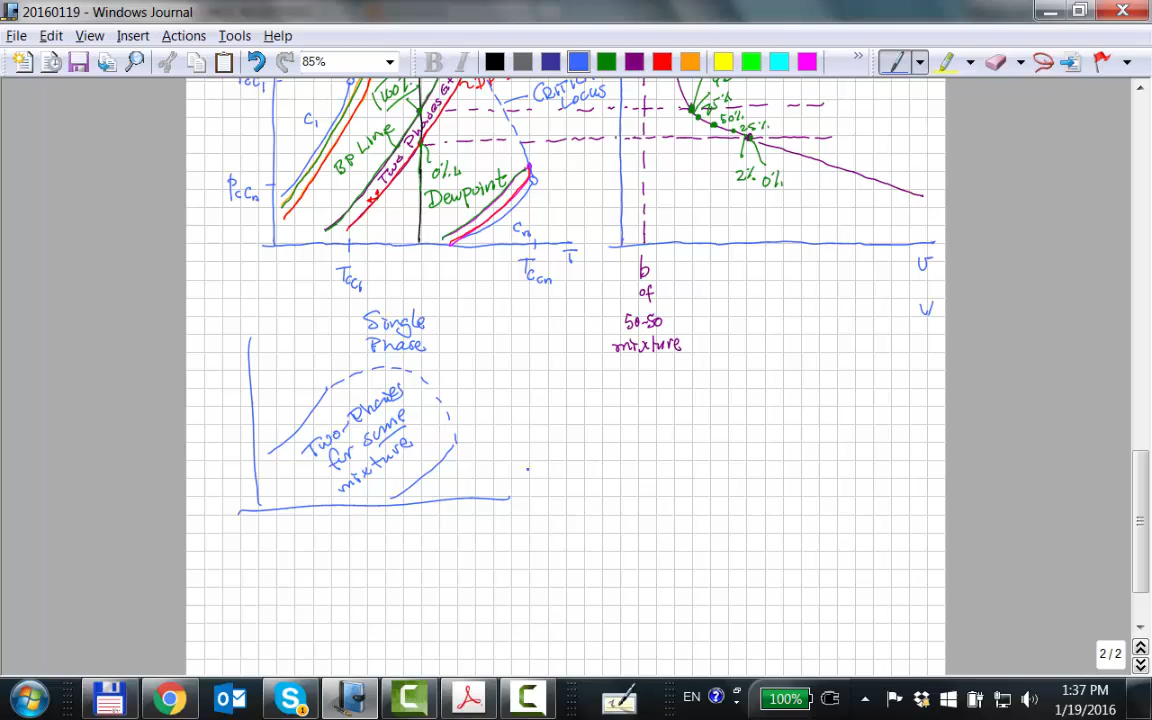 20160119 - Windows Journal
File Edit View Insert Actions Tools Help
85%
B I
(100%
C1
BP Line
Two Phases
CRITICAL
LOCUS
PcCn
0%
Dewpoint
Cn
TcC1
TcCn
T
85%
50%
25%
2% 0%
b
of
50-50
mixture
v
Single
Phase
Two-Phases
for some
mixture
2/2
EN
100%
1:37 PM
1/19/2016